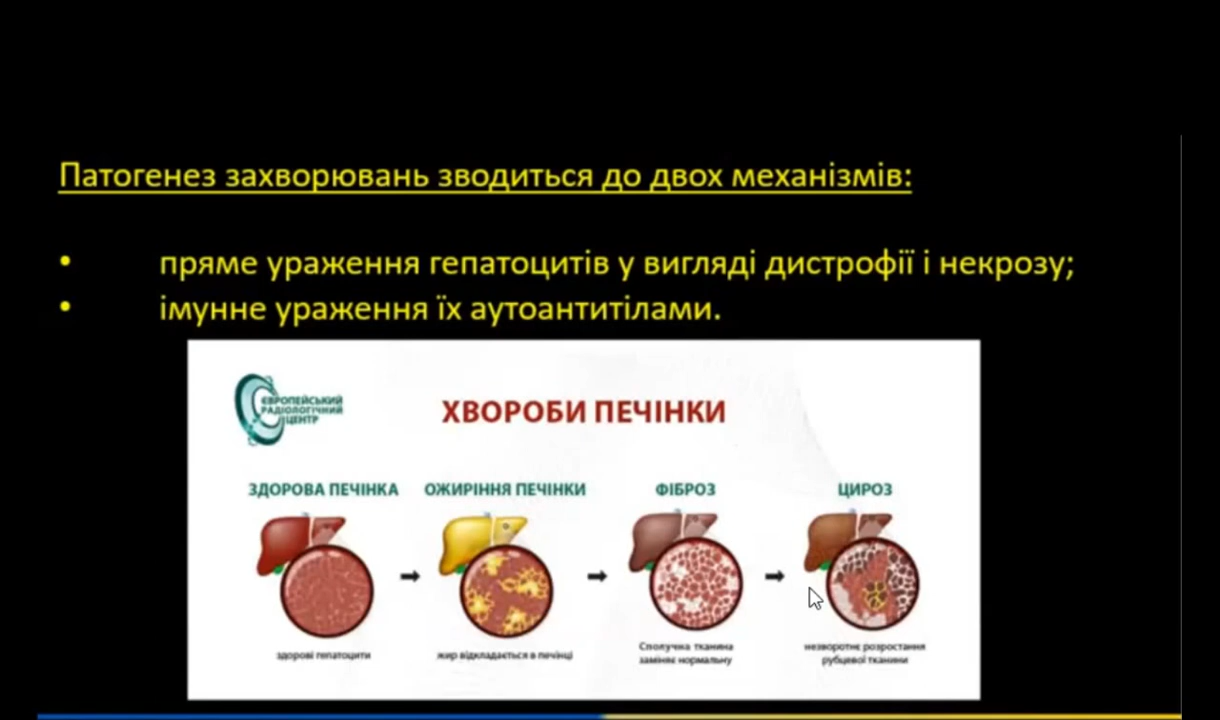 Патогенез захворювань зводиться до двох механізмів:
• пряме ураження гепатоцитів у вигляді дистрофії і некрозу;
• імунне ураження їх аутоантитілами.
ЄВРОПЕЙСЬКИЙ
РАДІОЛОГІЧНИЙ
ЦЕНТР
ХВОРОБИ ПЕЧІНКИ
ЗДОРОВА ПЕЧІНКА ОЖИРІННЯ ПЕЧІНКИ ФІБРОЗ ЦИРОЗ
здорові гепатоцити
жир відкладається в печінці
Сполучна тканина
заміняє нормальну
незворотнє розростання
рубцевої тканини